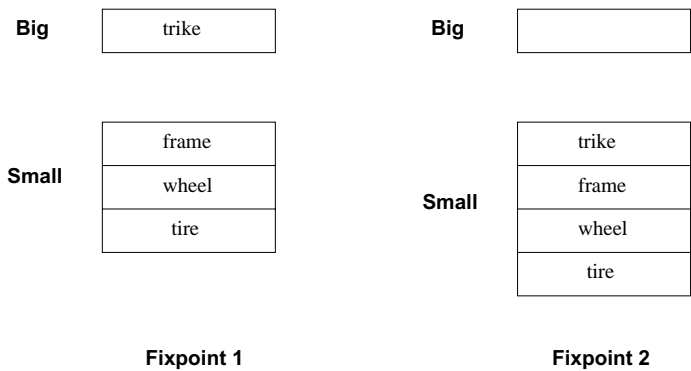 Big
trike
Small
frame
wheel
tire
Fixpoint 1
Big
Small
trike
frame
wheel
tire
Fixpoint 2